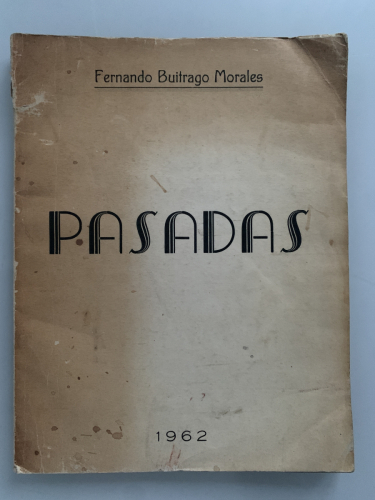 Fernando Buitrago Morales
PASADAS
1962